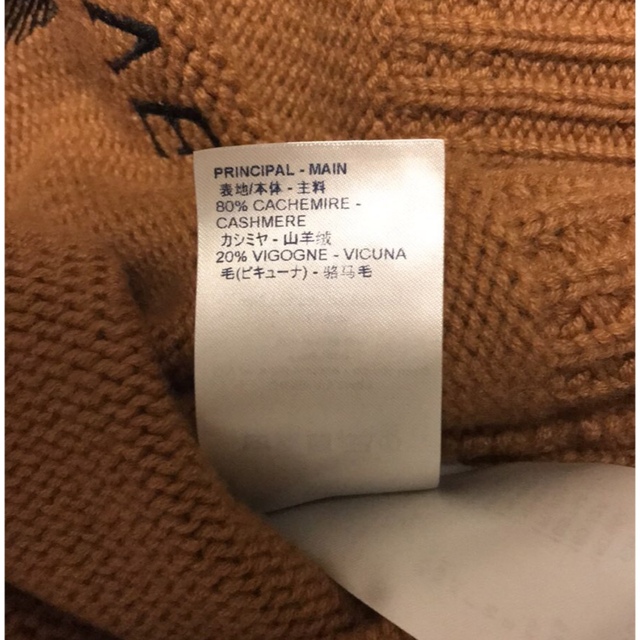 AE
PRINCIPAL - MAIN
表地/本体 - 主料
80% CACHEMIRE -
CASHMERE
カシミヤ - 山羊绒
20% VIGOGNE - VICUNA
毛(ビキューナ) - 骆马毛